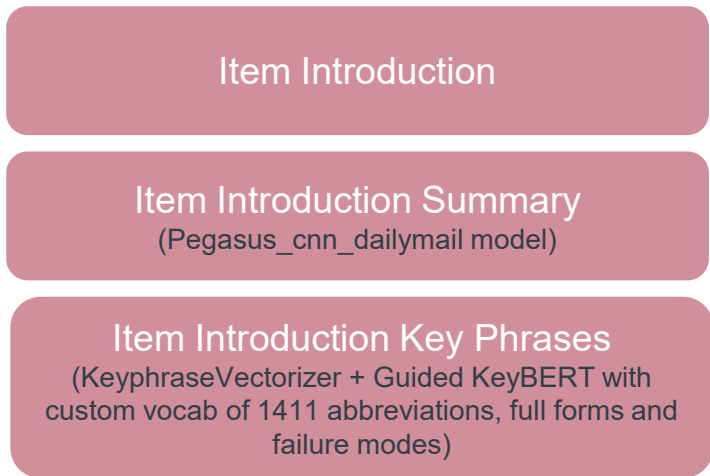 Item Introduction
Item Introduction Summary
(Pegasus_cnn_dailymail model)
Item Introduction Key Phrases
(KeyphraseVectorizer + Guided KeyBERT with
custom vocab of 1411 abbreviations, full forms and
failure modes)